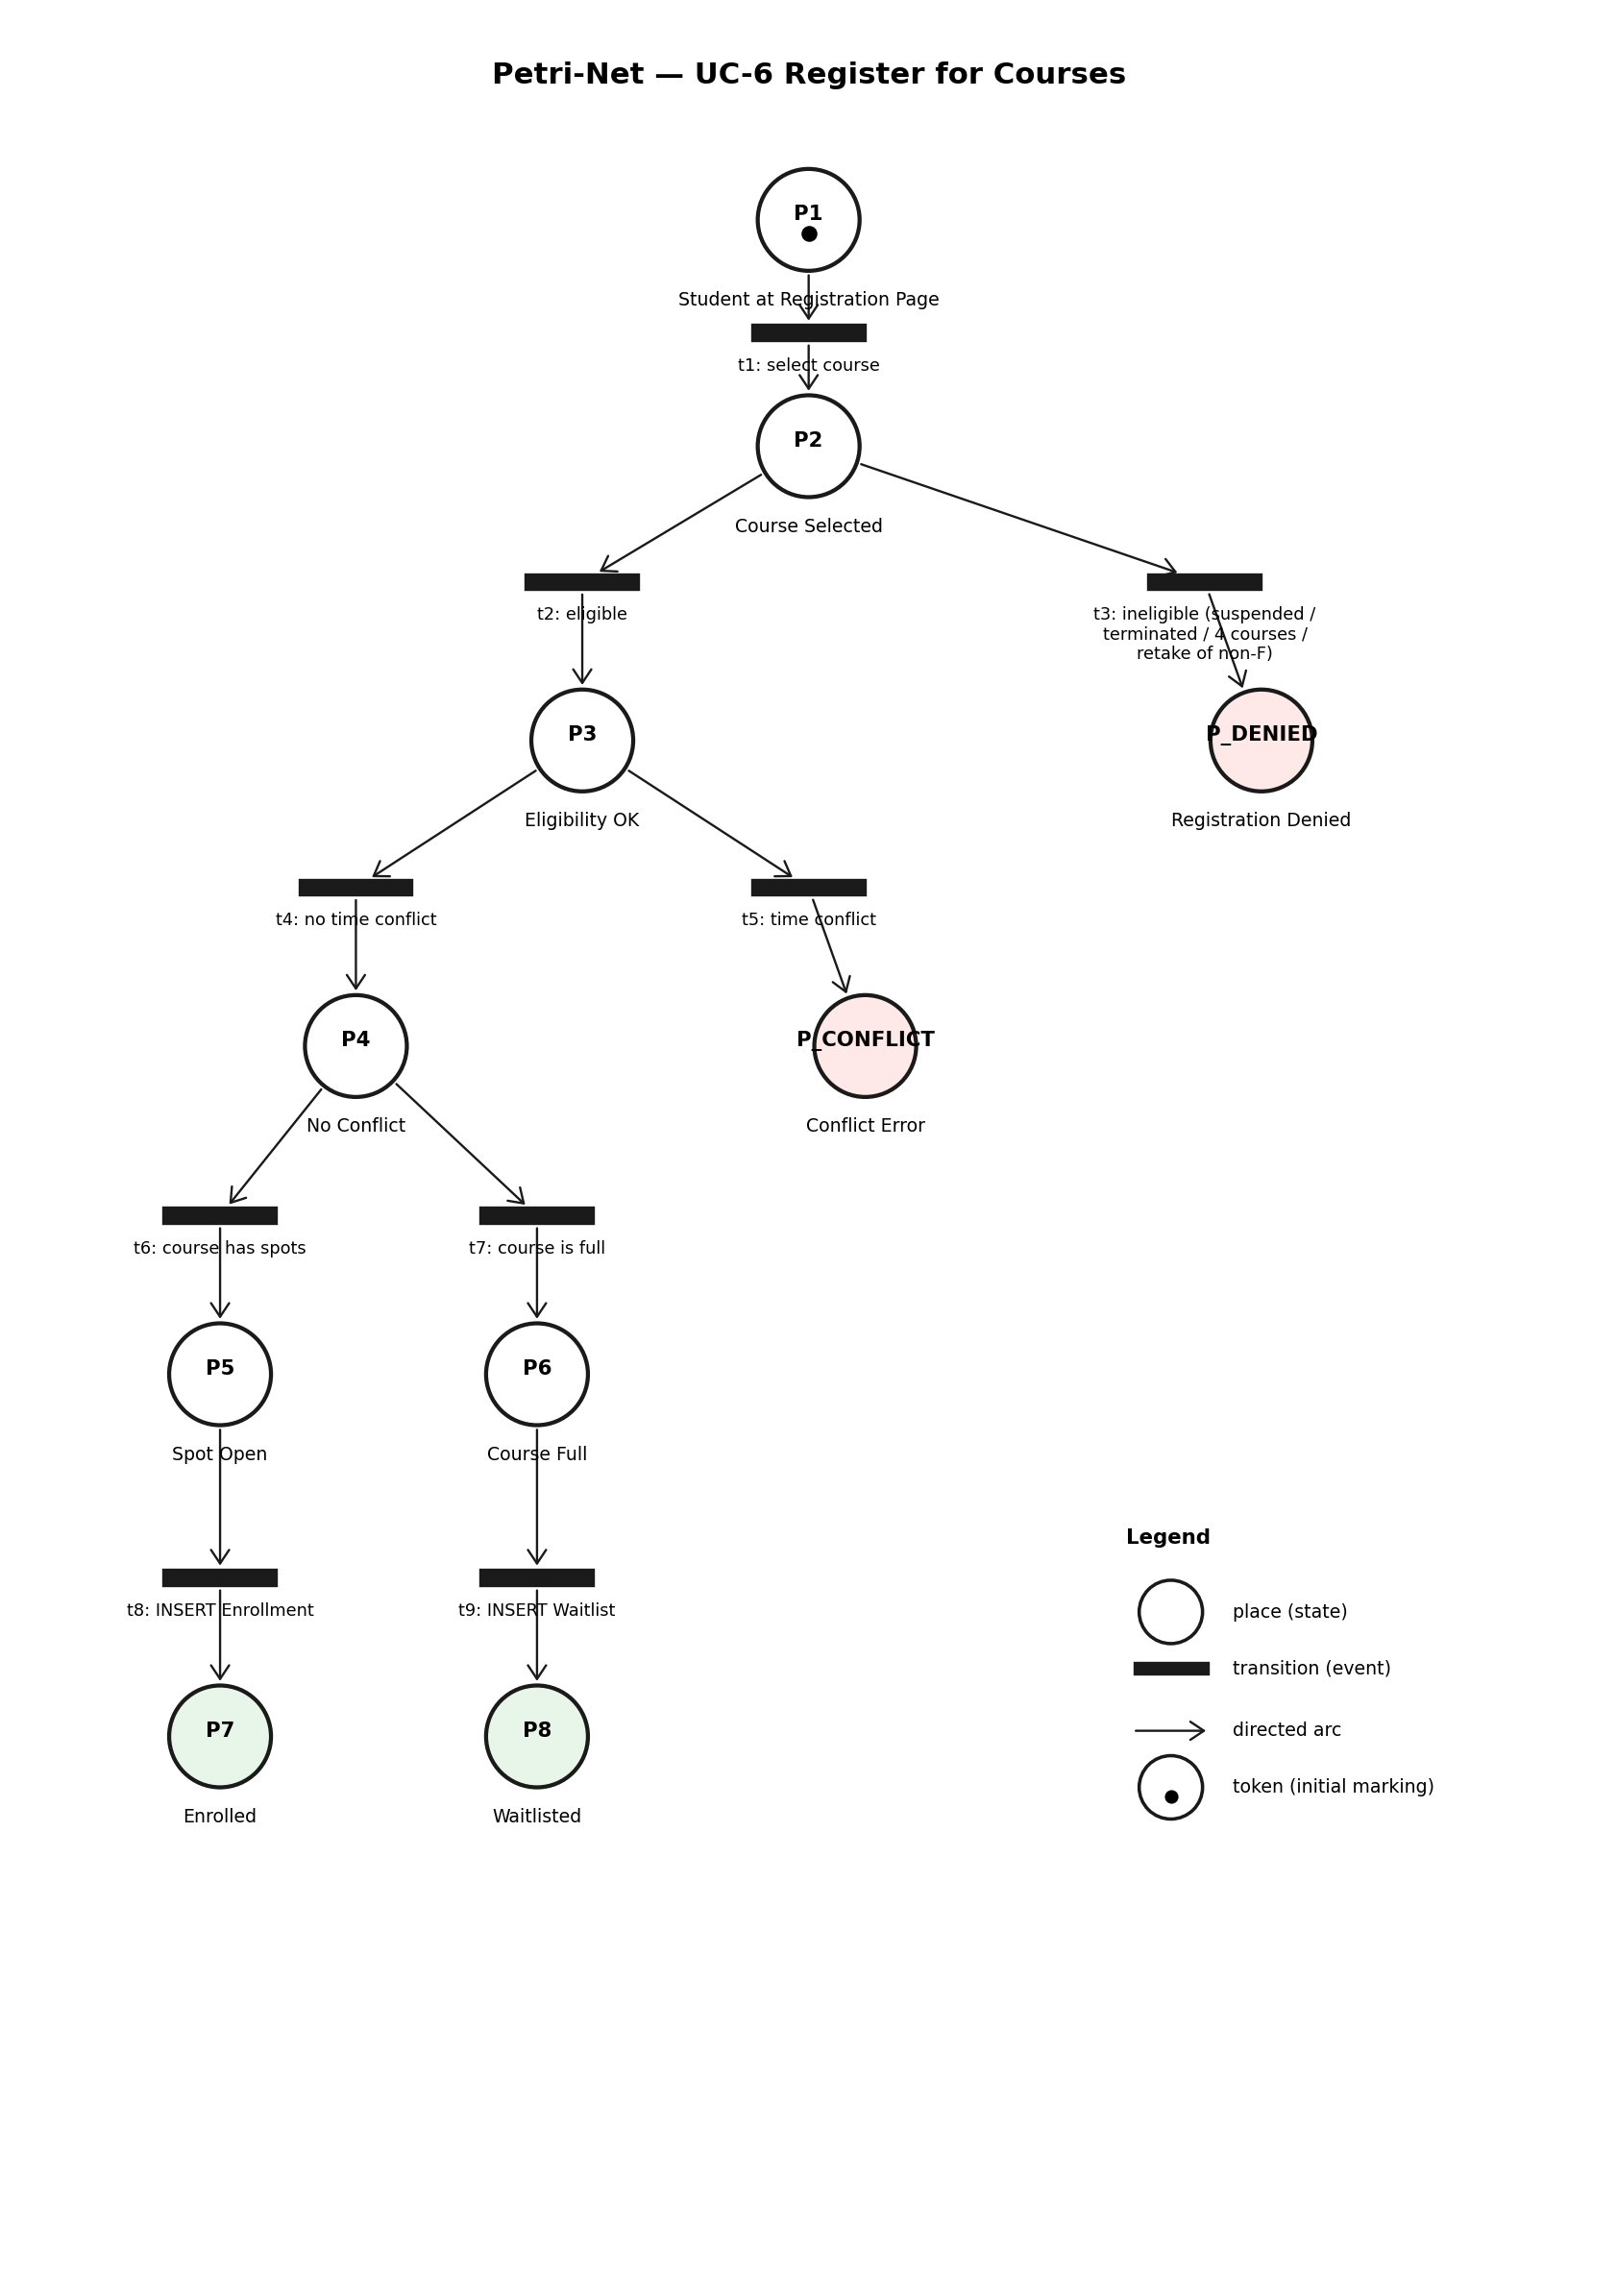 Petri-Net — UC-6 Register for Courses
P1
Student at Registration Page
t1: select course
P2
Course Selected
t2: eligible
t3: ineligible (suspended /
terminated / 4 courses /
retake of non-F)
P3
P_DENIED
Eligibility OK
Registration Denied
t4: no time conflict
t5: time conflict
P4
P_CONFLICT
No Conflict
Conflict Error
t6: course has spots
t7: course is full
P5
P6
Spot Open
Course Full
t8: INSERT Enrollment
t9: INSERT Waitlist
P7
P8
Enrolled
Waitlisted
Legend
place (state)
transition (event)
directed arc
token (initial marking)